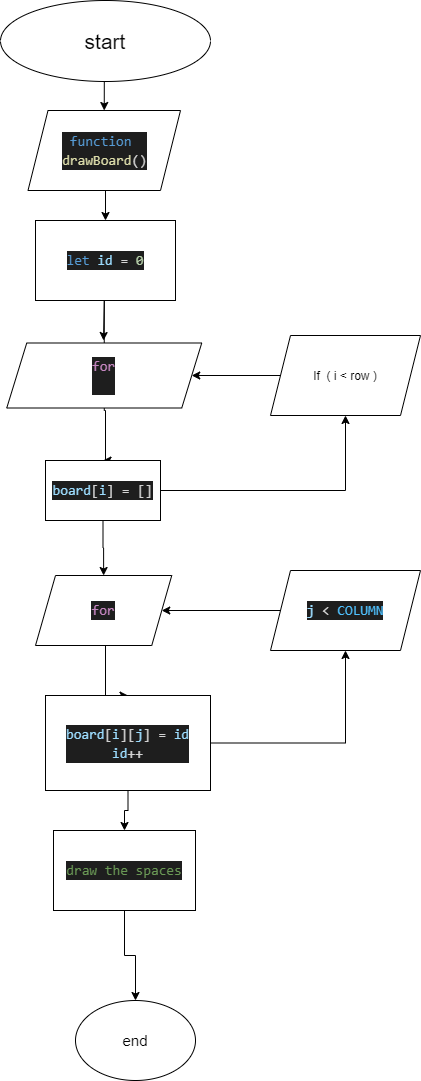 start
function
drawBoard()
let id = 0
for
If ( i < row )
board[i] = []
for
j < COLUMN
board[i][j] = id
id++
draw the spaces
end